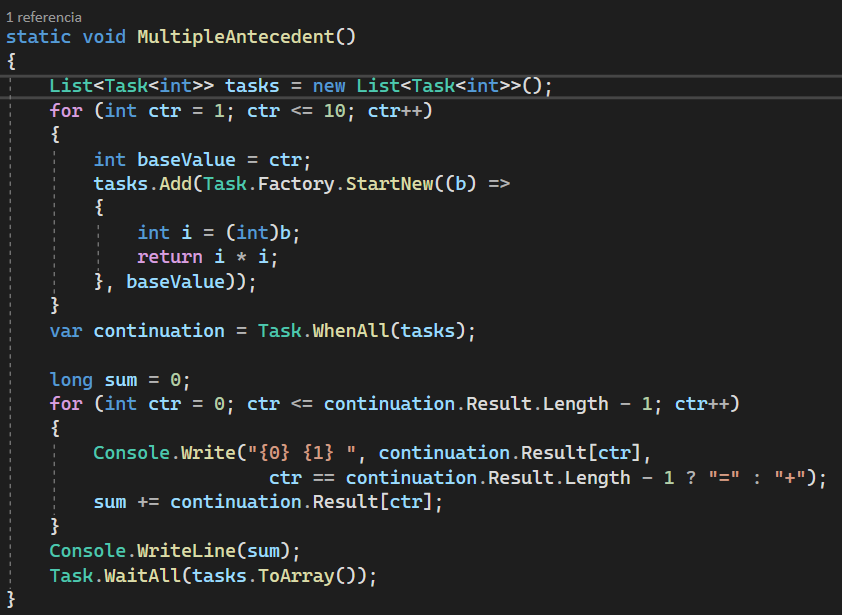 1 referencia
static void MultipleAntecedent()
{
    List<Task<int>> tasks = new List<Task<int>>();
    for (int ctr = 1; ctr <= 10; ctr++)
    {
        int baseValue = ctr;
        tasks.Add(Task.Factory.StartNew((b) =>
        {
            int i = (int)b;
            return i * i;
        }, baseValue));
    }
    var continuation = Task.WhenAll(tasks);

    long sum = 0;
    for (int ctr = 0; ctr <= continuation.Result.Length - 1; ctr++)
    {
        Console.Write("{0} {1} ", continuation.Result[ctr],
                        ctr == continuation.Result.Length - 1 ? "=" : "+");
        sum += continuation.Result[ctr];
    }
    Console.WriteLine(sum);
    Task.WaitAll(tasks.ToArray());
}